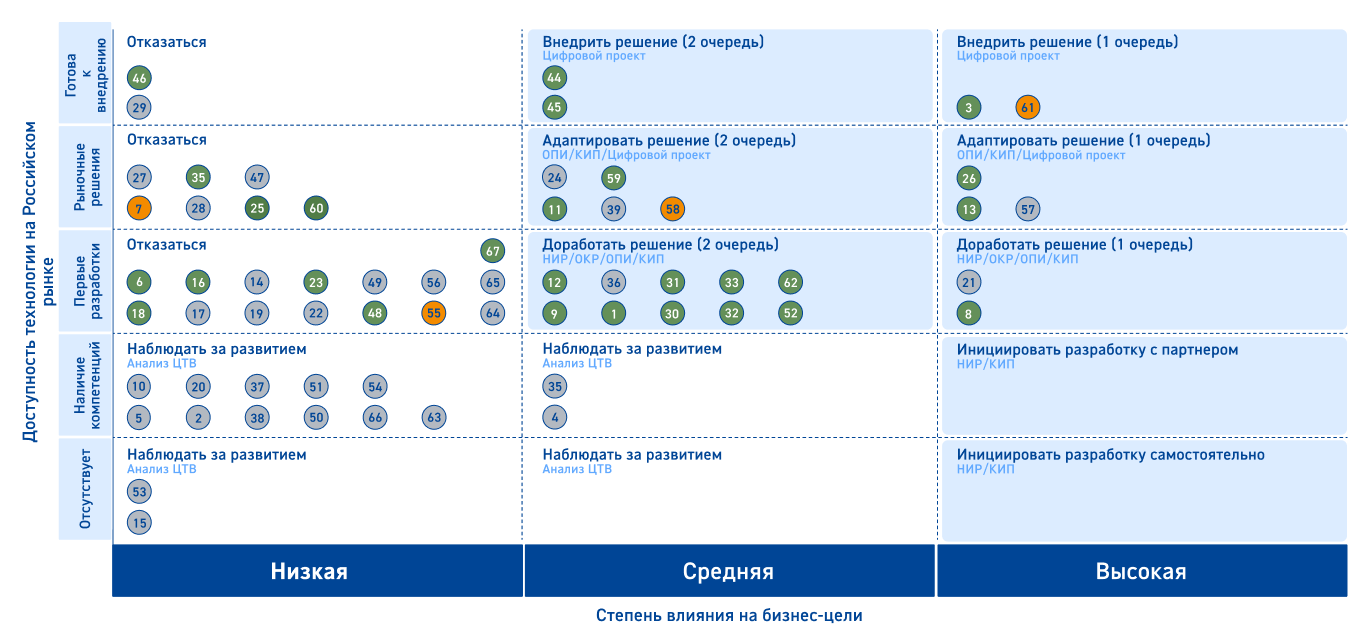 Доступность технологии на Российском
рынке
Готова
к
внедрению
Отказаться
46
29
Внедрить решение (2 очередь)
Цифровой проект
44
45
Внедрить решение (1 очередь)
Цифровой проект
3 61
Рыночные
решения
Отказаться
27 35 47
7 28 25 60
Адаптировать решение (2 очередь)
ОПИ/КИП/Цифровой проект
24 59
11 39 58
Адаптировать решение (1 очередь)
ОПИ/КИП/Цифровой проект
26
13 57
Первые
разработки
Отказаться
67
6 16 14 23 49 56 65
18 17 19 22 48 55 64
Доработать решение (2 очередь)
НИР/ОКР/ОПИ/КИП
12 36 31 33 62
9 1 30 32 52
Доработать решение (1 очередь)
НИР/ОКР/ОПИ/КИП
21
8
Наличие
компетенций
Наблюдать за развитием
Анализ ЦТВ
10 20 37 51 54
5 2 38 50 66 63
Наблюдать за развитием
Анализ ЦТВ
35
4
Инициировать разработку с партнером
НИР/КИП
Отсутствует
Наблюдать за развитием
Анализ ЦТВ
53
15
Наблюдать за развитием
Анализ ЦТВ
Инициировать разработку самостоятельно
НИР/КИП
Низкая
Средняя
Высокая
Степень влияния на бизнес-цели